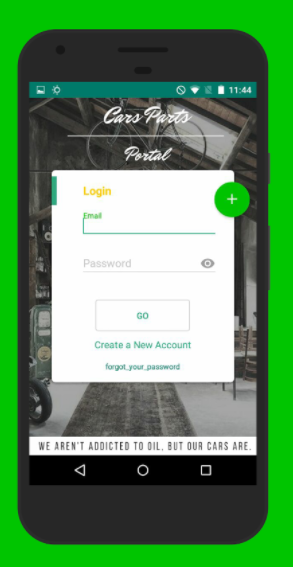 11:44
Cars Parts
Portal
Login
+
Email
Password
GO
Create a New Account
forgot_your_password
WE AREN'T ADDICTED TO OIL, BUT OUR CARS ARE.